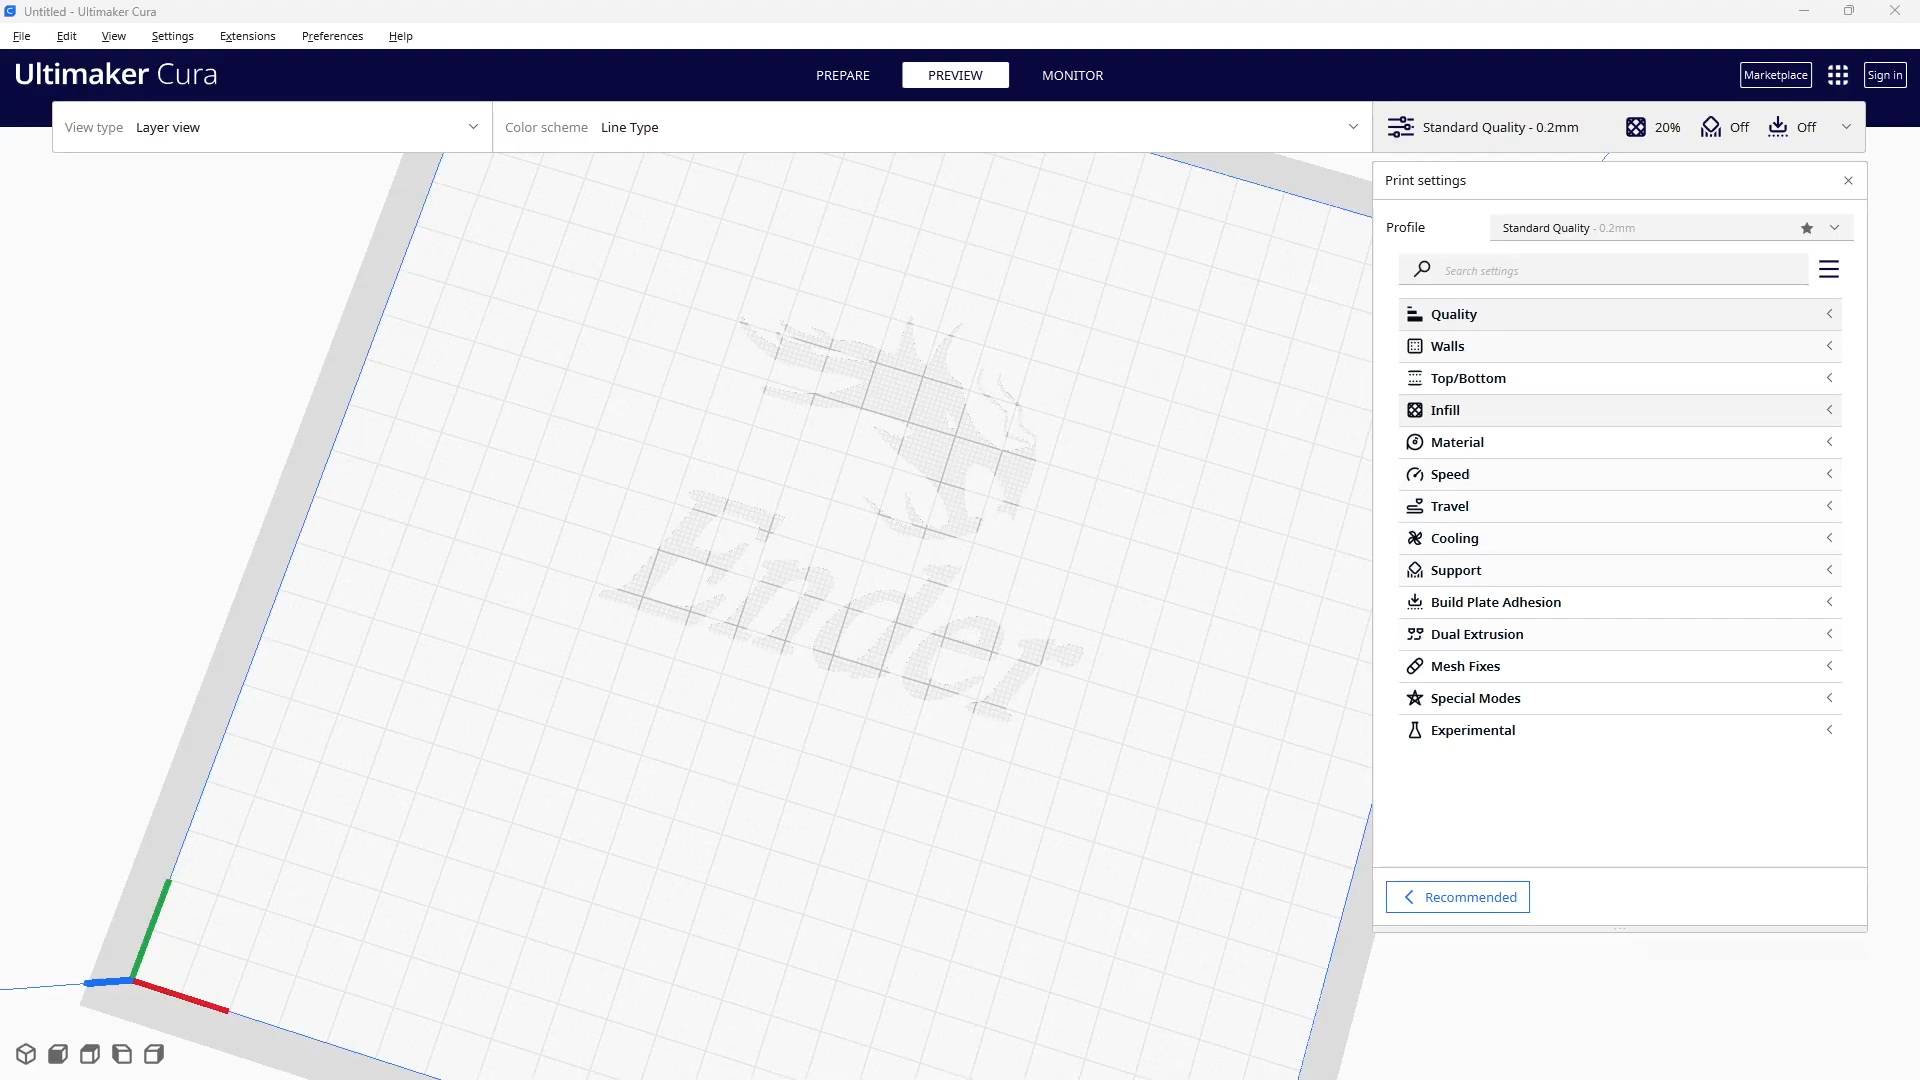 Untitled - Ultimaker Cura
File Edit View Settings Extensions Preferences Help
Ultimaker Cura
PREPARE PREVIEW MONITOR
Marketplace
Sign in
View type Layer view
Color scheme Line Type
Standard Quality - 0.2mm 20% Off Off
Print settings
Profile Standard Quality - 0.2mm
Search settings
Quality
Walls
Top/Bottom
Infill
Material
Speed
Travel
Cooling
Support
Build Plate Adhesion
Dual Extrusion
Mesh Fixes
Special Modes
Experimental
Recommended
Ender